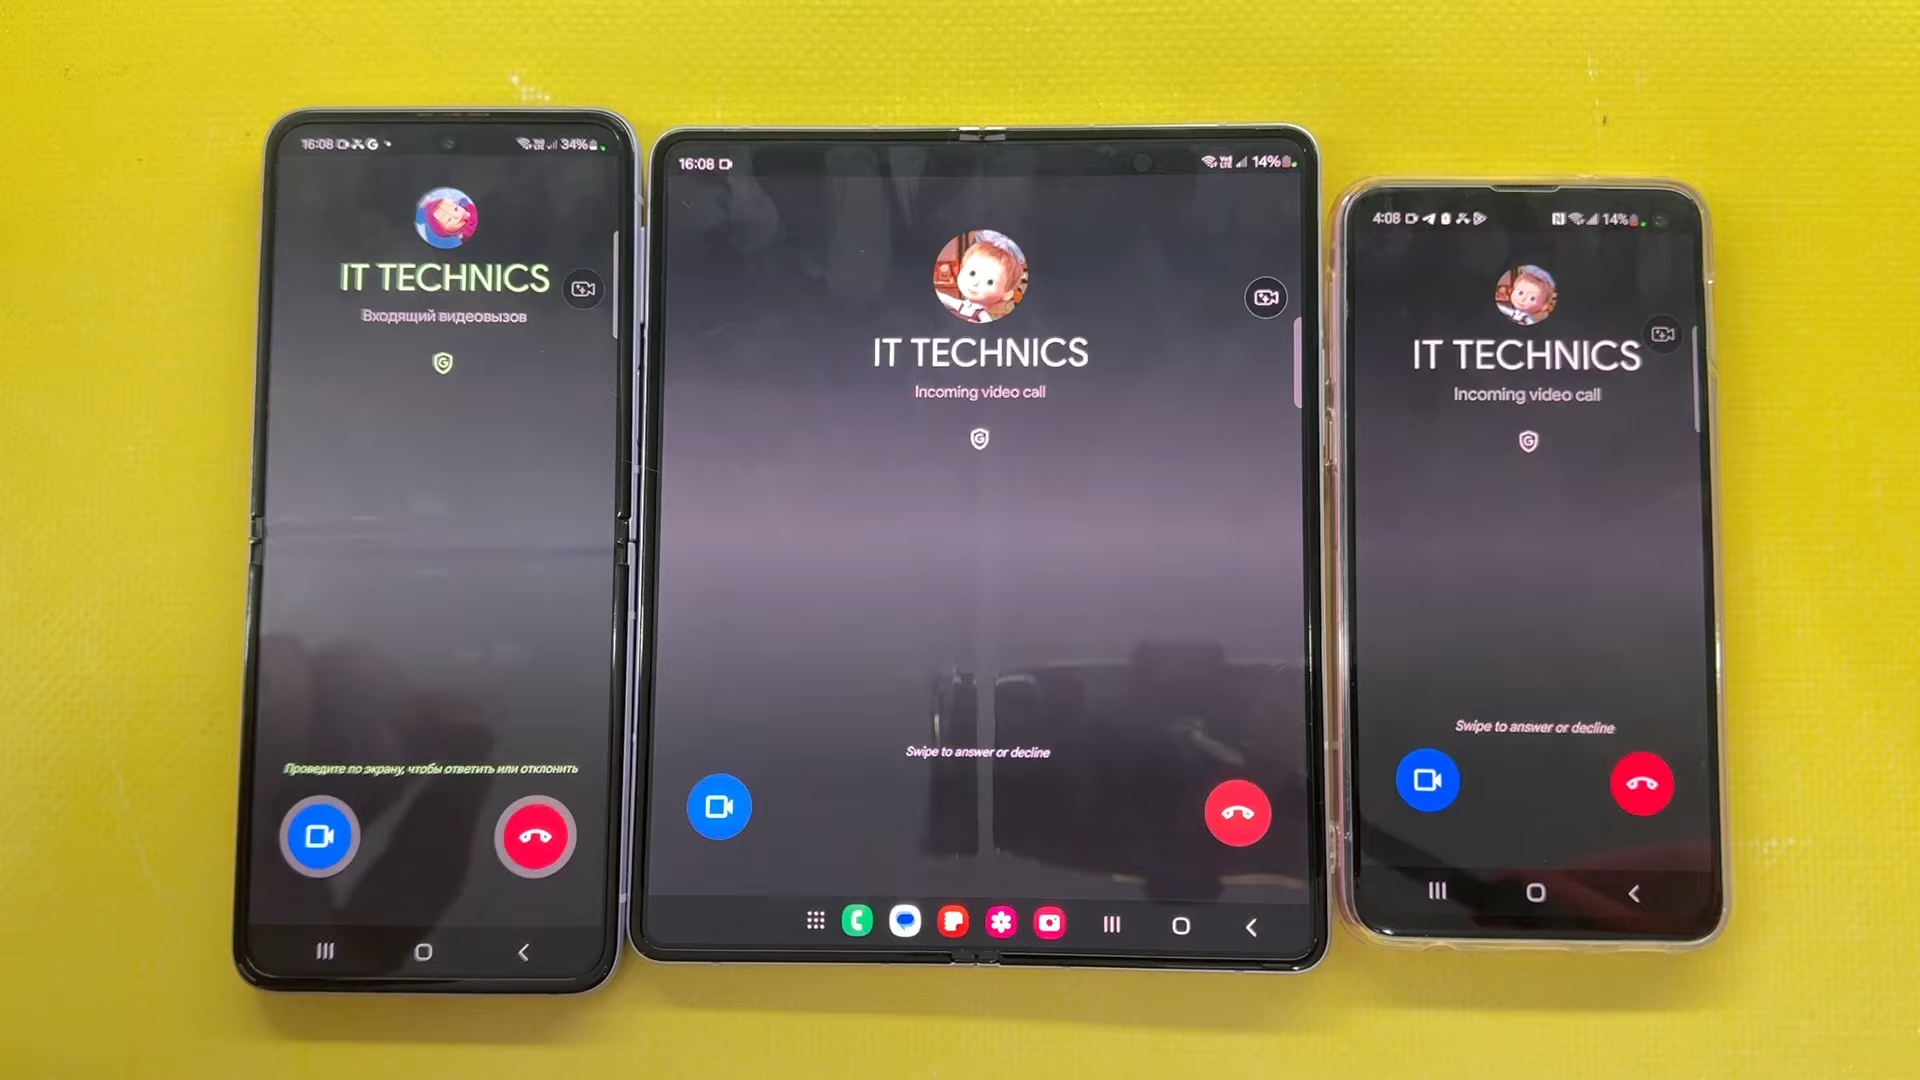 16:08
34%
IT TECHNICS
Входящий видеовызов
G
Проведите по экрану, чтобы ответить или отклонить
16:08
14%
IT TECHNICS
Incoming video call
G
Swipe to answer or decline
4:08
14%
IT TECHNICS
Incoming video call
G
Swipe to answer or decline